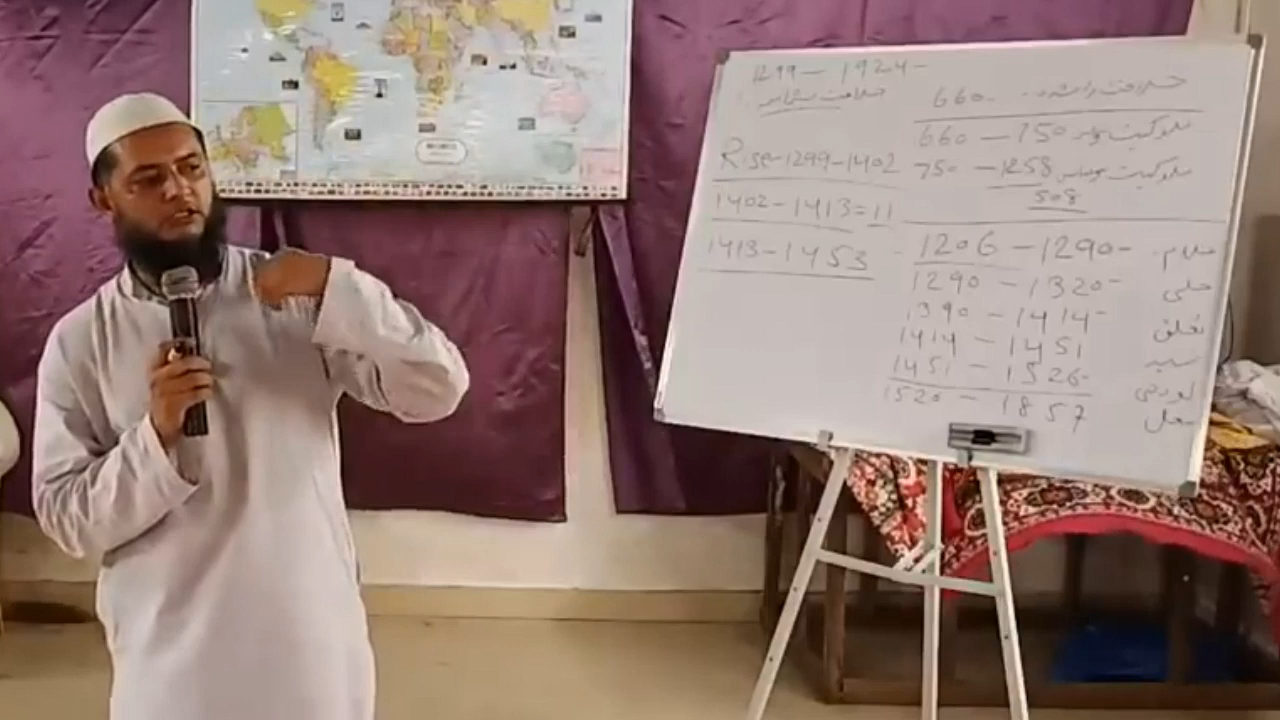 1299 — 1924 -
خلافت عثمانیہ
Rise-1299-1402
1402-1413=11
1413-1453
خلافت راشدہ .. 660.
ملوکیت بنو 660 — 750
ملوکیت بنو عباس 750 — 1258
508
غلام 1206 — 1290 -
خلجی 1290 — 1320 -
تغلق 1390 — 1414 -
سید 1414 — 1451
لودھی 1451 — 1526 -
مغل 1520 — 1857